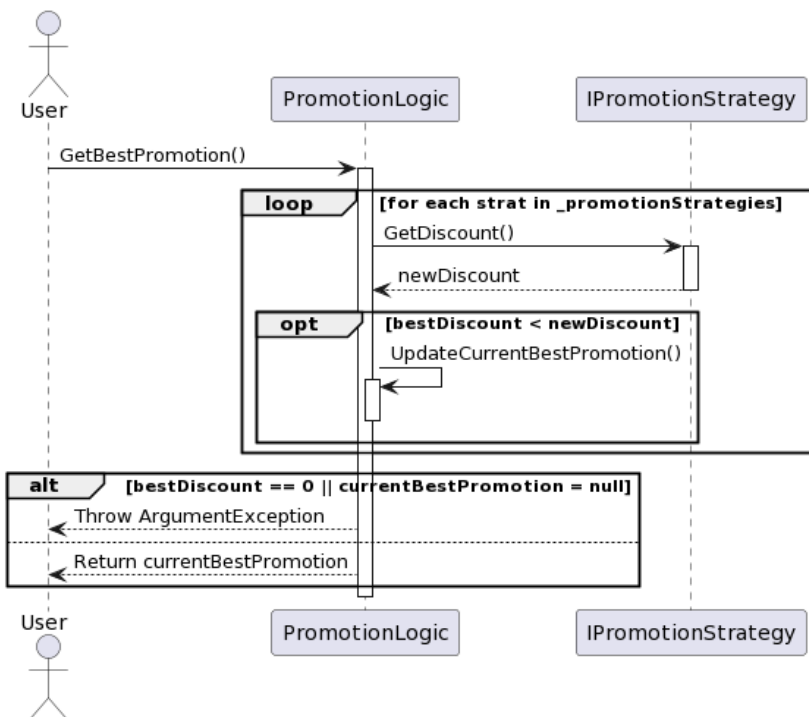 User
PromotionLogic
IPromotionStrategy
GetBestPromotion()
loop
[for each strat in _promotionStrategies]
GetDiscount()
newDiscount
opt
[bestDiscount < newDiscount]
UpdateCurrentBestPromotion()
alt
[bestDiscount == 0 || currentBestPromotion = null]
Throw ArgumentException
Return currentBestPromotion
User
PromotionLogic
IPromotionStrategy